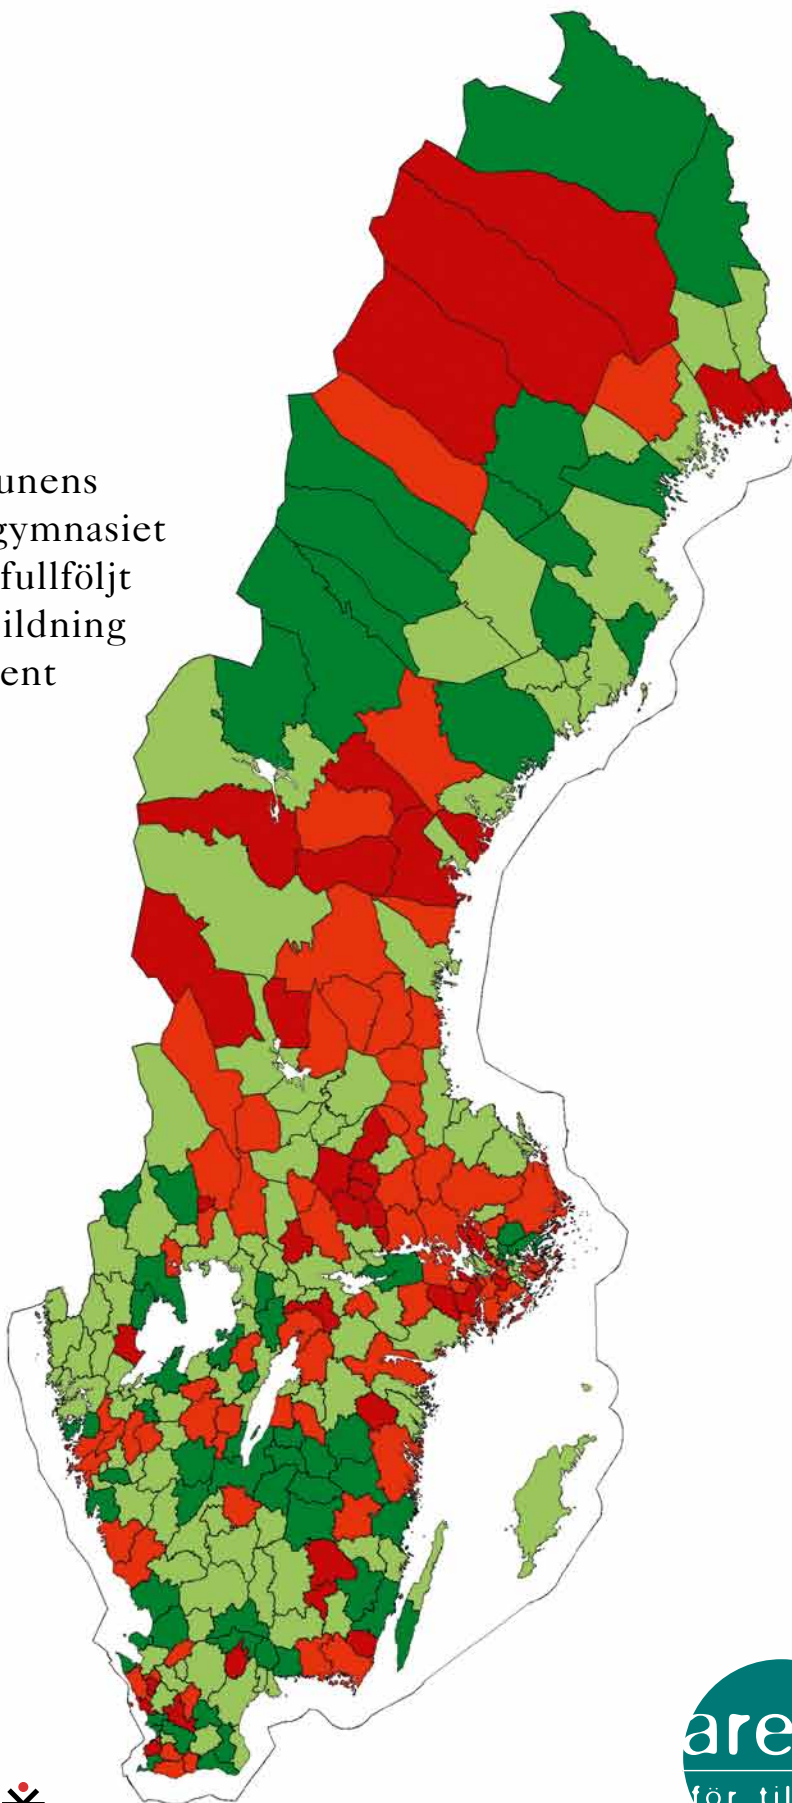 unens
gymnasiet
fullföljt
ildning
ent
are
för til